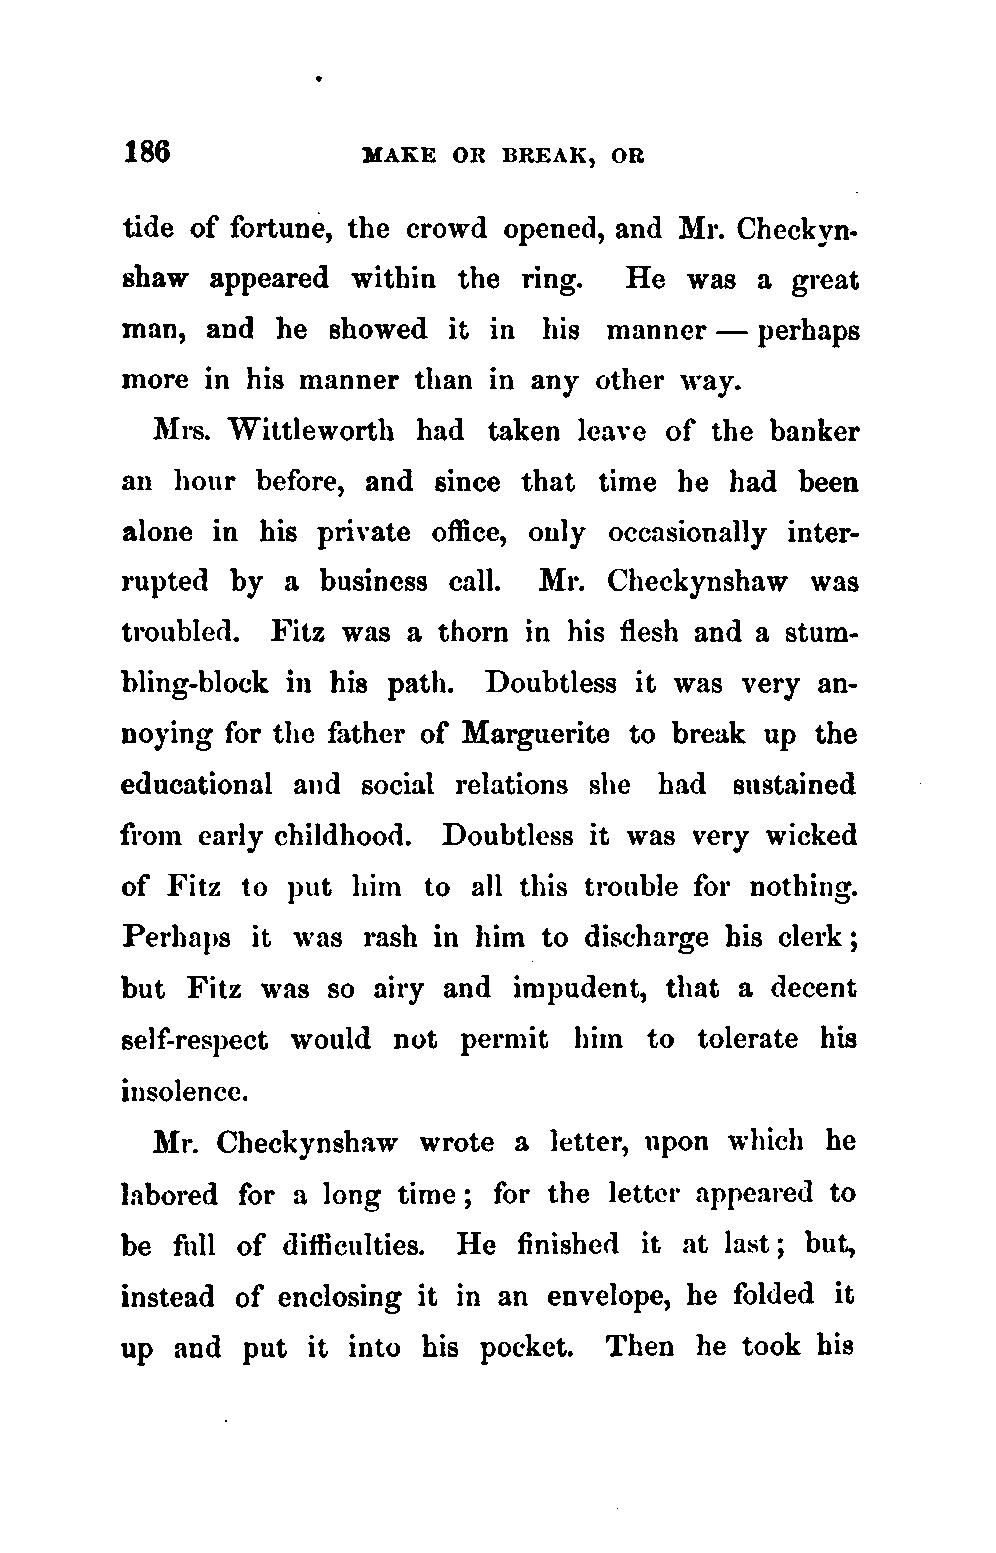 186 MAKE OR BREAK, OR
tide of fortune, the crowd opened, and Mr. Checkyn-
shaw appeared within the ring. He was a great
man, and he showed it in his manner — perhaps
more in his manner than in any other way.
Mrs. Wittleworth had taken leave of the banker
an hour before, and since that time he had been
alone in his private office, only occasionally inter-
rupted by a business call. Mr. Checkynshaw was
troubled. Fitz was a thorn in his flesh and a stum-
bling-block in his path. Doubtless it was very an-
noying for the father of Marguerite to break up the
educational and social relations she had sustained
from early childhood. Doubtless it was very wicked
of Fitz to put him to all this trouble for nothing.
Perhaps it was rash in him to discharge his clerk;
but Fitz was so airy and impudent, that a decent
self-respect would not permit him to tolerate his
insolence.
Mr. Checkynshaw wrote a letter, upon which he
labored for a long time; for the letter appeared to
be full of difficulties. He finished it at last; but,
instead of enclosing it in an envelope, he folded it
up and put it into his pocket. Then he took his